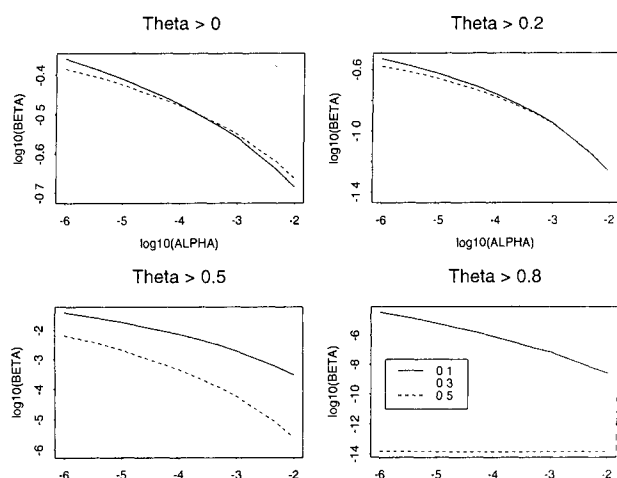 Theta > 0
log10(BETA)
-0.4
-0.5
-0.6
-0.7
-6 -5 -4 -3 -2
log10(ALPHA)
Theta > 0.2
log10(BETA)
-0.6
-1.0
-1.4
-6 -5 -4 -3 -2
log10(ALPHA)
Theta > 0.5
log10(BETA)
-2
-3
-4
-5
-6
-6 -5 -4 -3 -2
Theta > 0.8
log10(BETA)
-6
-8
-10
-12
-14
0 1
0 3
0 5
-6 -5 -4 -3 -2